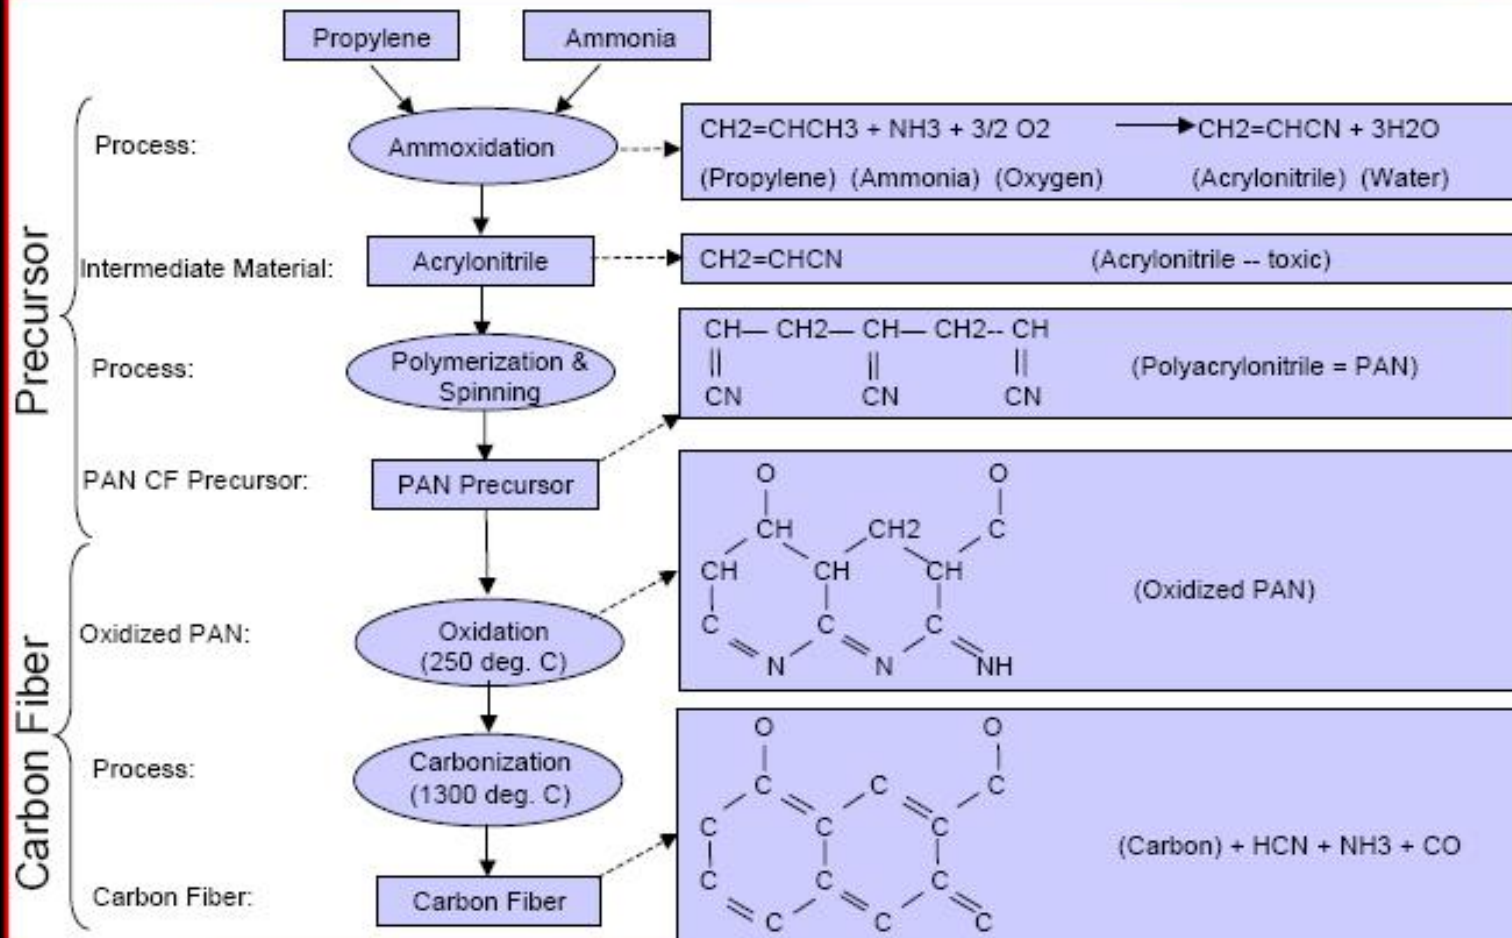 Propylene
Ammonia
Process:
Ammoxidation
CH2=CHCH3 + NH3 + 3/2 O2 CH2=CHCN + 3H2O
(Propylene) (Ammonia) (Oxygen) (Acrylonitrile) (Water)
Precursor
Intermediate Material:
Acrylonitrile
CH2=CHCN (Acrylonitrile -- toxic)
Process:
Polymerization &
Spinning
CH— CH2— CH— CH2-- CH
|| || ||
CN CN CN
(Polyacrylonitrile = PAN)
PAN CF Precursor:
PAN Precursor
Carbon Fiber
Oxidized PAN:
Oxidation
(250 deg. C)
O O
CH CH2 C
CH CH CH
C C C
N N NH
(Oxidized PAN)
Process:
Carbonization
(1300 deg. C)
Carbon Fiber:
Carbon Fiber
O O
C C C
C C C
C C C
C C C
(Carbon) + HCN + NH3 + CO